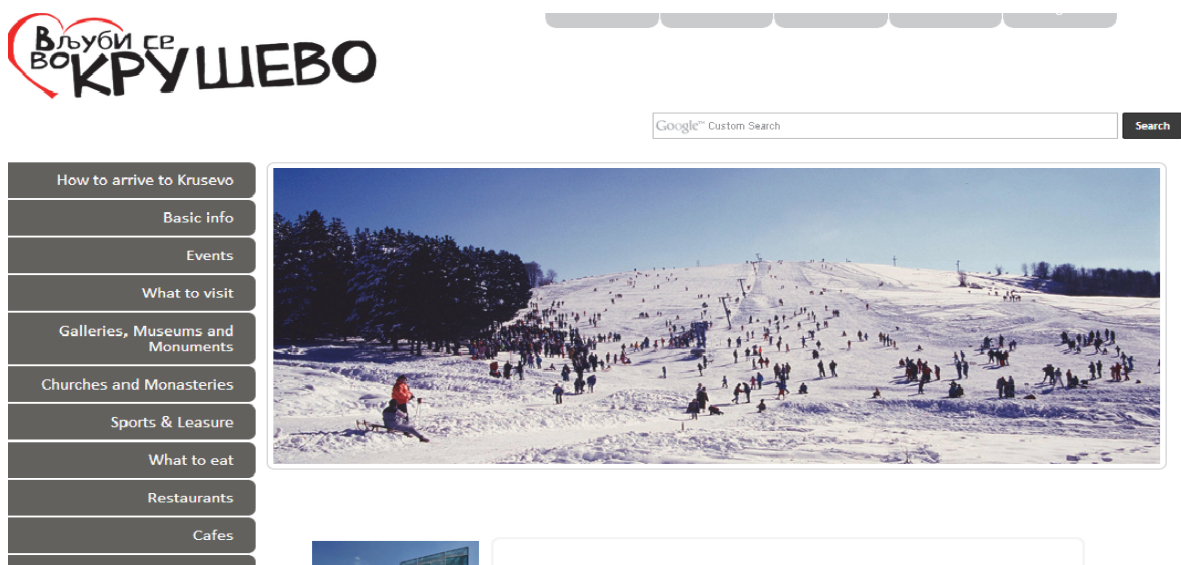 Вљуби се
во КРУШЕВО
Google™ Custom Search
Search
How to arrive to Krusevo
Basic info
Events
What to visit
Galleries, Museums and
Monuments
Churches and Monasteries
Sports & Leasure
What to eat
Restaurants
Cafes